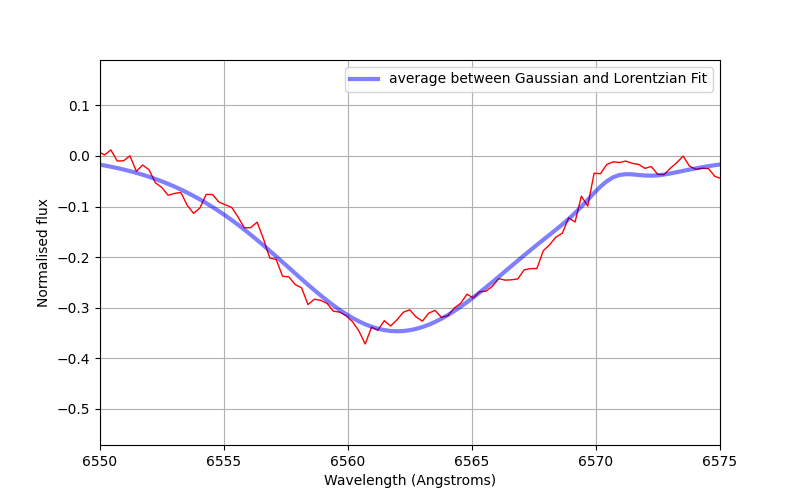 average between Gaussian and Lorentzian Fit
0.1
0.0
−0.1
−0.2
−0.3
−0.4
−0.5
Normalised flux
6550 6555 6560 6565 6570 6575
Wavelength (Angstroms)